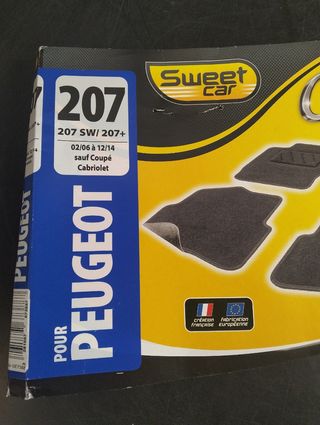 207
207 SW/ 207+
02/06 à 12/14
sauf Coupé
Cabriolet
POUR
PEUGEOT
PEUGEOT
Sweet
car
création
française
fabrication
Européenne